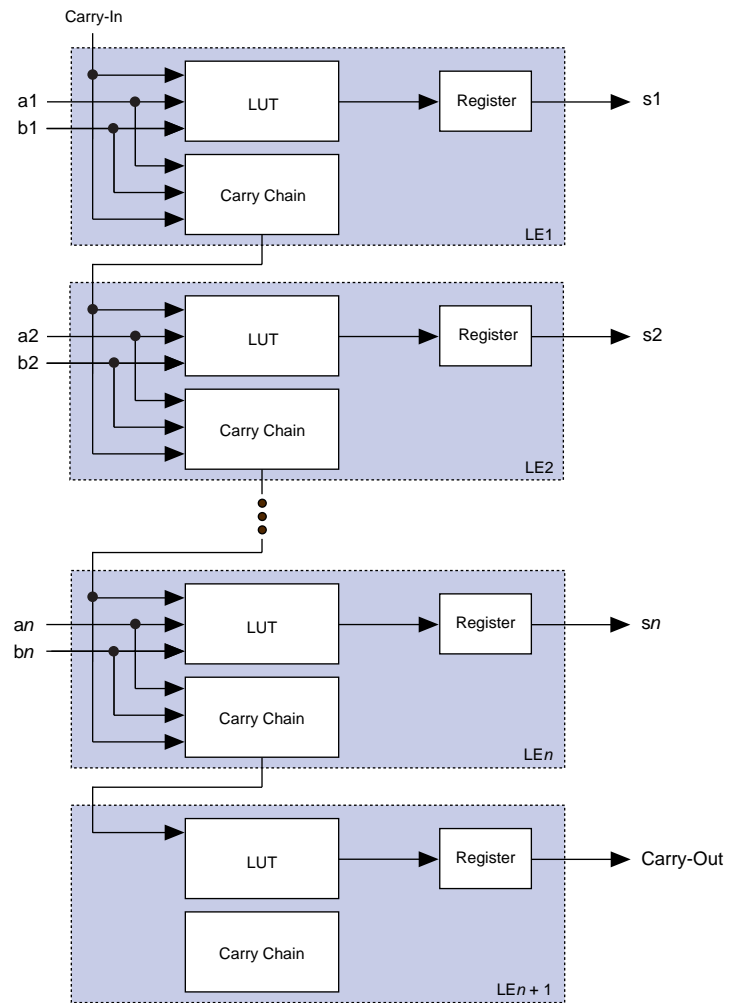 Carry-In
a1
b1
LUT
Register
s1
Carry Chain
LE1
a2
b2
LUT
Register
s2
Carry Chain
LE2
an
bn
LUT
Register
sn
Carry Chain
LEn
LUT
Register
Carry-Out
Carry Chain
LEn + 1